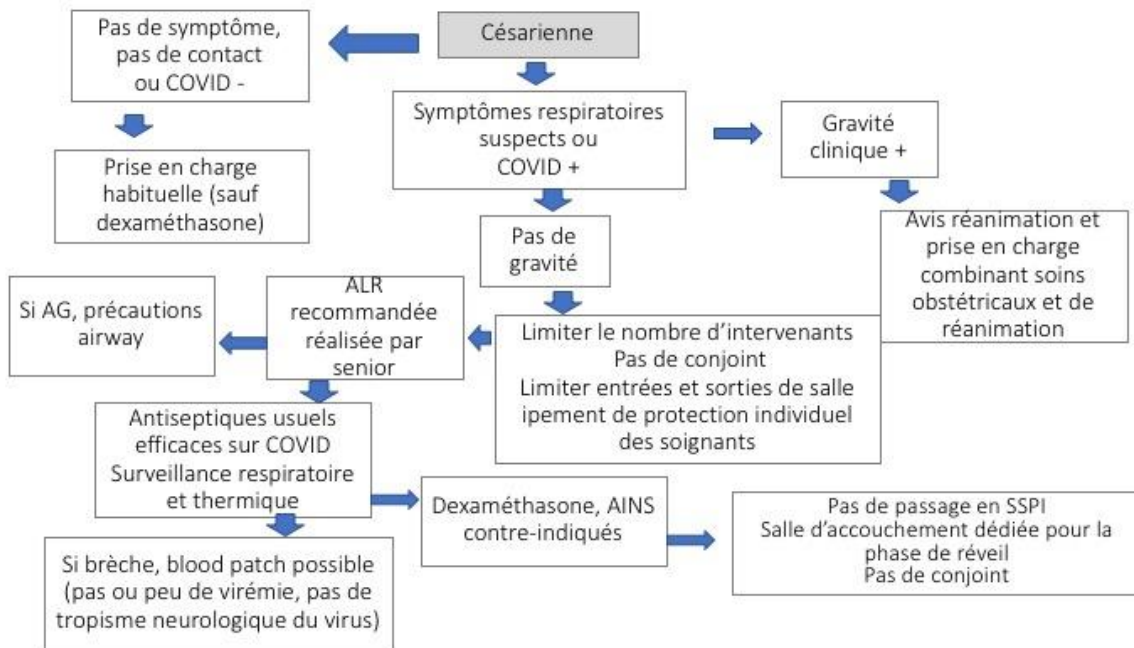 Césarienne
Pas de symptôme,
pas de contact
ou COVID -
Prise en charge
habituelle (sauf
dexaméthasone)
Symptômes respiratoires
suspects ou
COVID +
Gravité
clinique +
Avis réanimation et
prise en charge
combinant soins
obstétricaux et de
réanimation
Pas de
gravité
Limiter le nombre d'intervenants
Pas de conjoint
Limiter entrées et sorties de salle
ipement de protection individuel
des soignants
ALR
recommandée
réalisée par
senior
Si AG, précautions
airway
Antiseptiques usuels
efficaces sur COVID
Surveillance respiratoire
et thermique
Si brèche, blood patch possible
(pas ou peu de virémie, pas de
tropisme neurologique du virus)
Dexaméthasone, AINS
contre-indiqués
Pas de passage en SSPI
Salle d'accouchement dédiée pour la
phase de réveil
Pas de conjoint